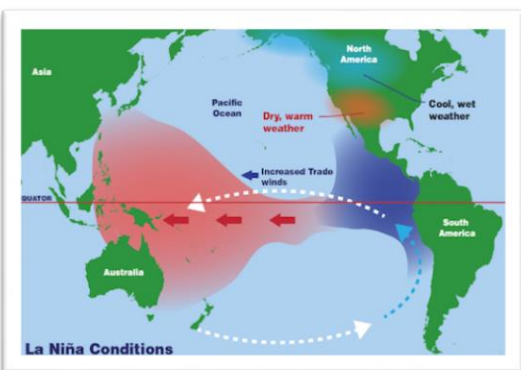 North
America
Asia
Pacific
Ocean
Dry, warm
weather
Cool, wet
weather
Increased Trade
winds
QUATOR
South
America
Australia
La Niña Conditions